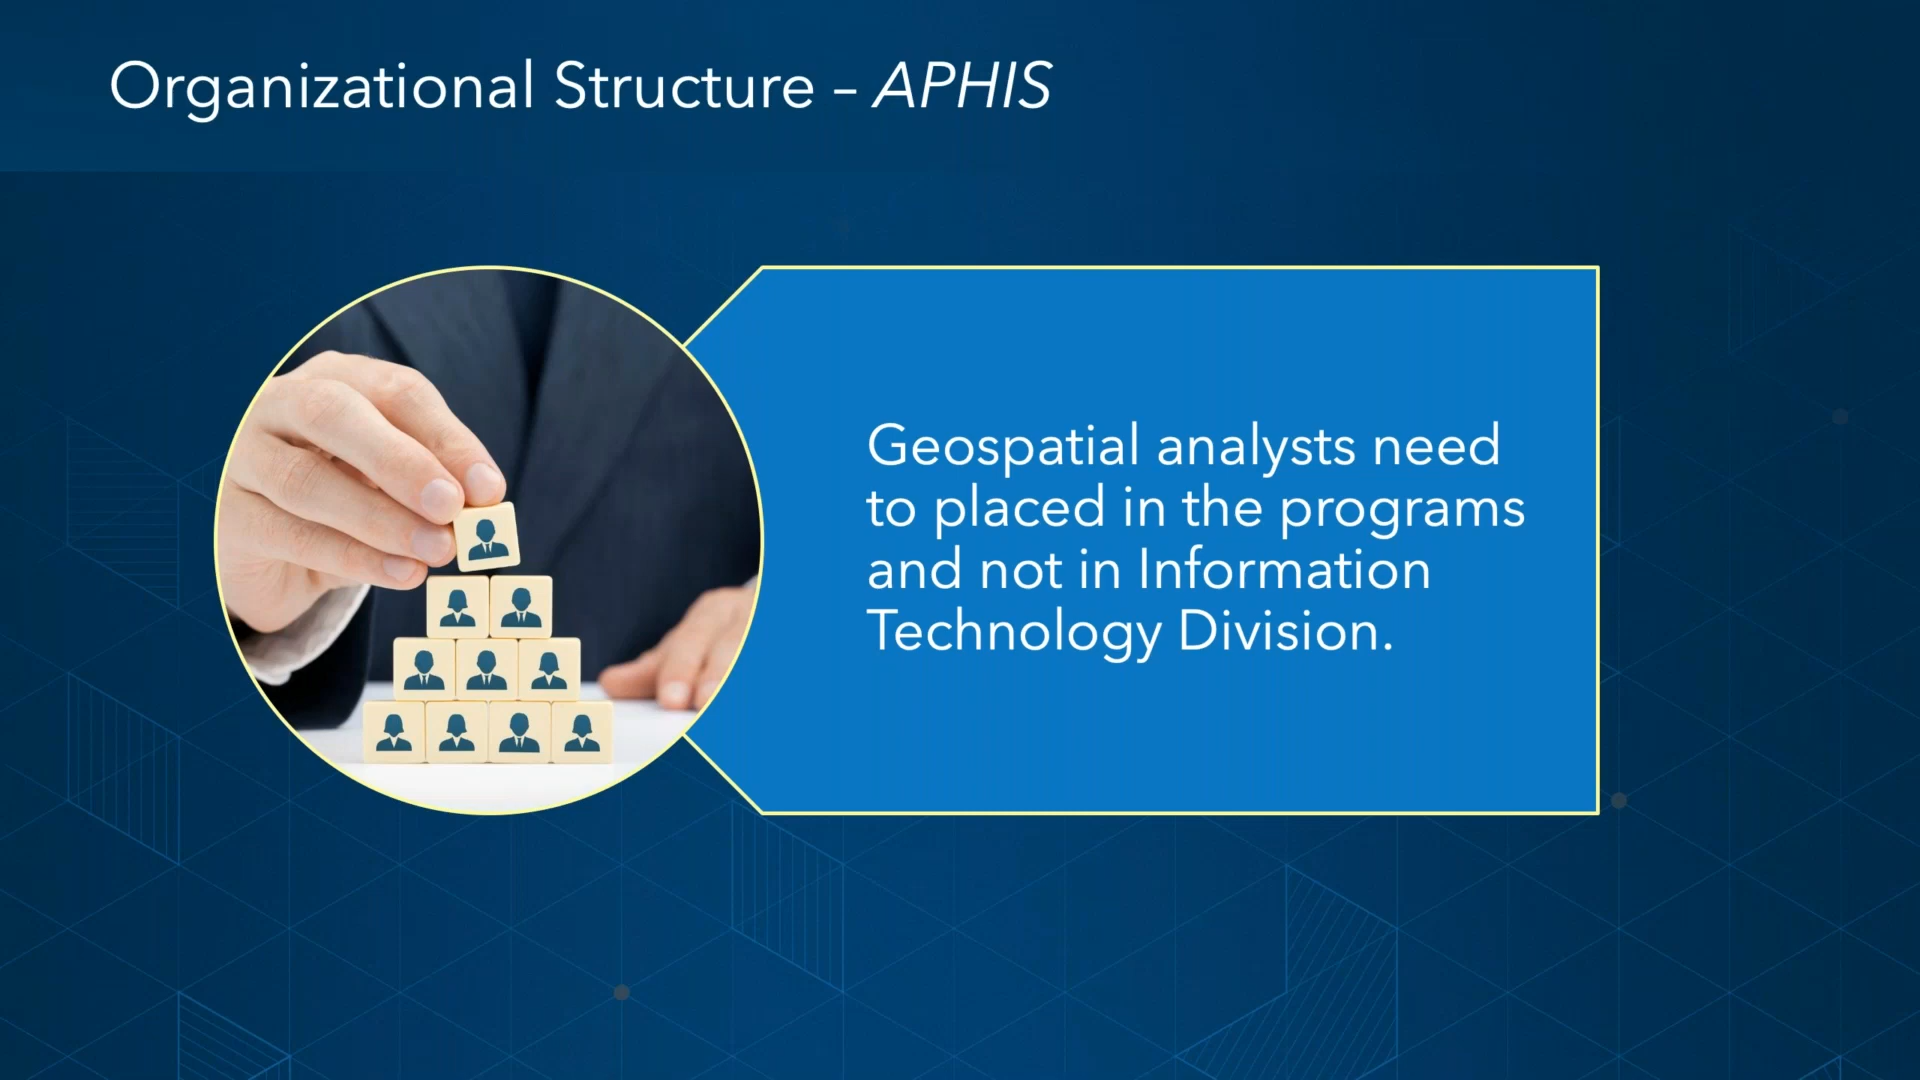 Organizational Structure – APHIS
Geospatial analysts need
to placed in the programs
and not in Information
Technology Division.